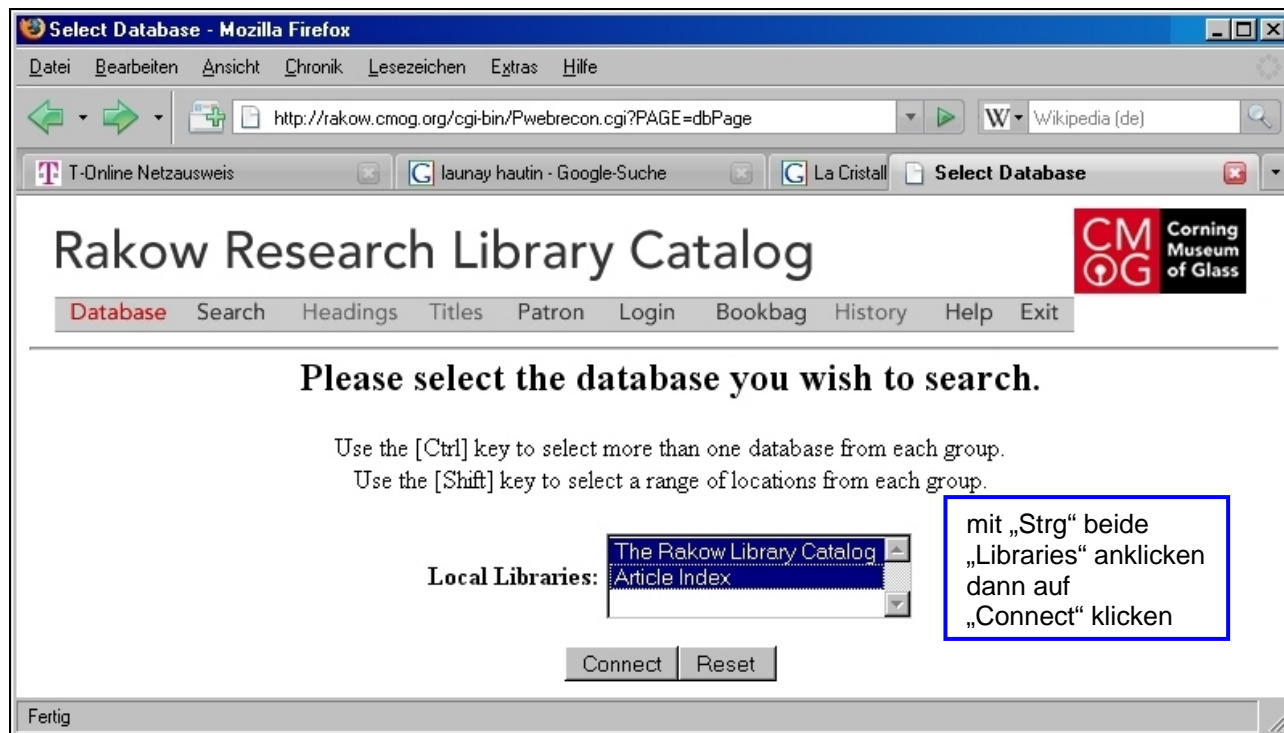 Select Database - Mozilla Firefox
Datei Bearbeiten Ansicht Chronik Lesezeichen Extras Hilfe
http://rakow.cmog.org/cgi-bin/Pwebrecon.cgi?PAGE=dbPage W Wikipedia (de)
T T-Online Netzausweis G launay hautin - Google-Suche G La Cristall Select Database
Rakow Research Library Catalog
CM
OG
Corning
Museum
of Glass
Database Search Headings Titles Patron Login Bookbag History Help Exit
Please select the database you wish to search.
Use the [Ctrl] key to select more than one database from each group.
Use the [Shift] key to select a range of locations from each group.
Local Libraries:
The Rakow Library Catalog
Article Index
mit „Strg“ beide
„Libraries“ anklicken
dann auf
„Connect“ klicken
Connect Reset
Fertig